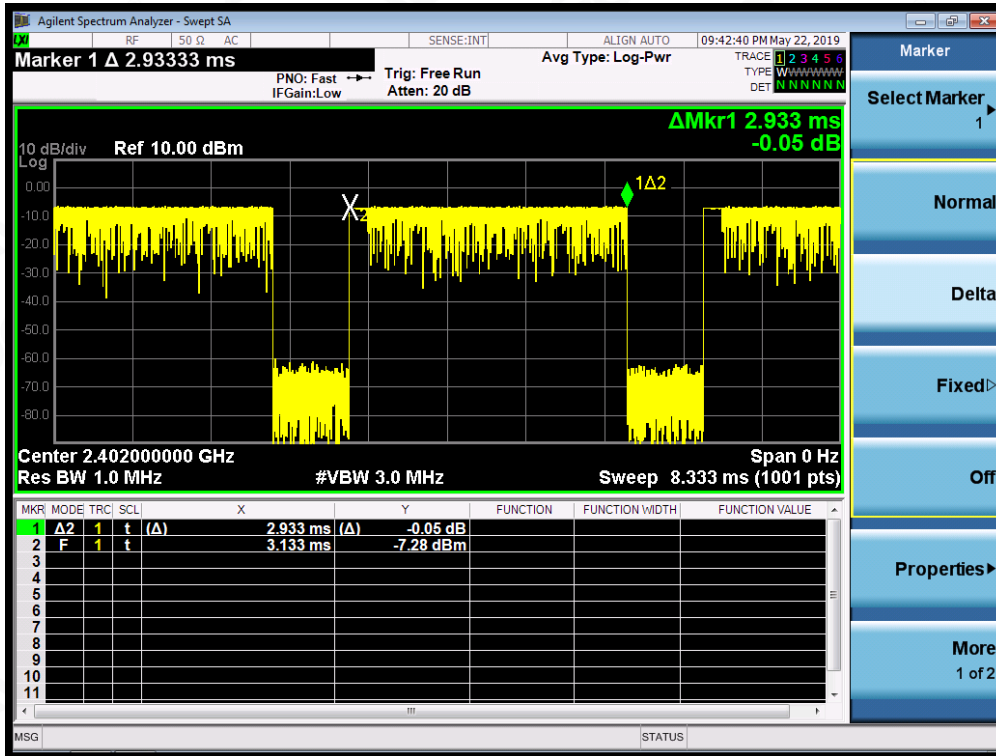 Agilent Spectrum Analyzer - Swept SA
LXI RF 50 Ω AC SENSE:INT ALIGN AUTO 09:42:40 PM May 22, 2019
Marker 1 Δ 2.93333 ms
PNO: Fast
IFGain:Low
Trig: Free Run
Atten: 20 dB
Avg Type: Log-Pwr
TRACE 1 2 3 4 5 6
TYPE WWWWWW
DET N N N N N N
ΔMkr1 2.933 ms
-0.05 dB
10 dB/div Ref 10.00 dBm
Log
0.00
-10.0
-20.0
-30.0
-40.0
-50.0
-60.0
-70.0
-80.0
X2
1Δ2
Center 2.402000000 GHz Span 0 Hz
Res BW 1.0 MHz #VBW 3.0 MHz Sweep 8.333 ms (1001 pts)
MKR MODE TRC SCL X Y FUNCTION FUNCTION WIDTH FUNCTION VALUE
1 Δ2 1 t (Δ) 2.933 ms (Δ) -0.05 dB
2 F 1 t 3.133 ms -7.28 dBm
3
4
5
6
7
8
9
10
11
MSG STATUS
Marker
Select Marker
1
Normal
Delta
Fixed
Off
Properties
More
1 of 2